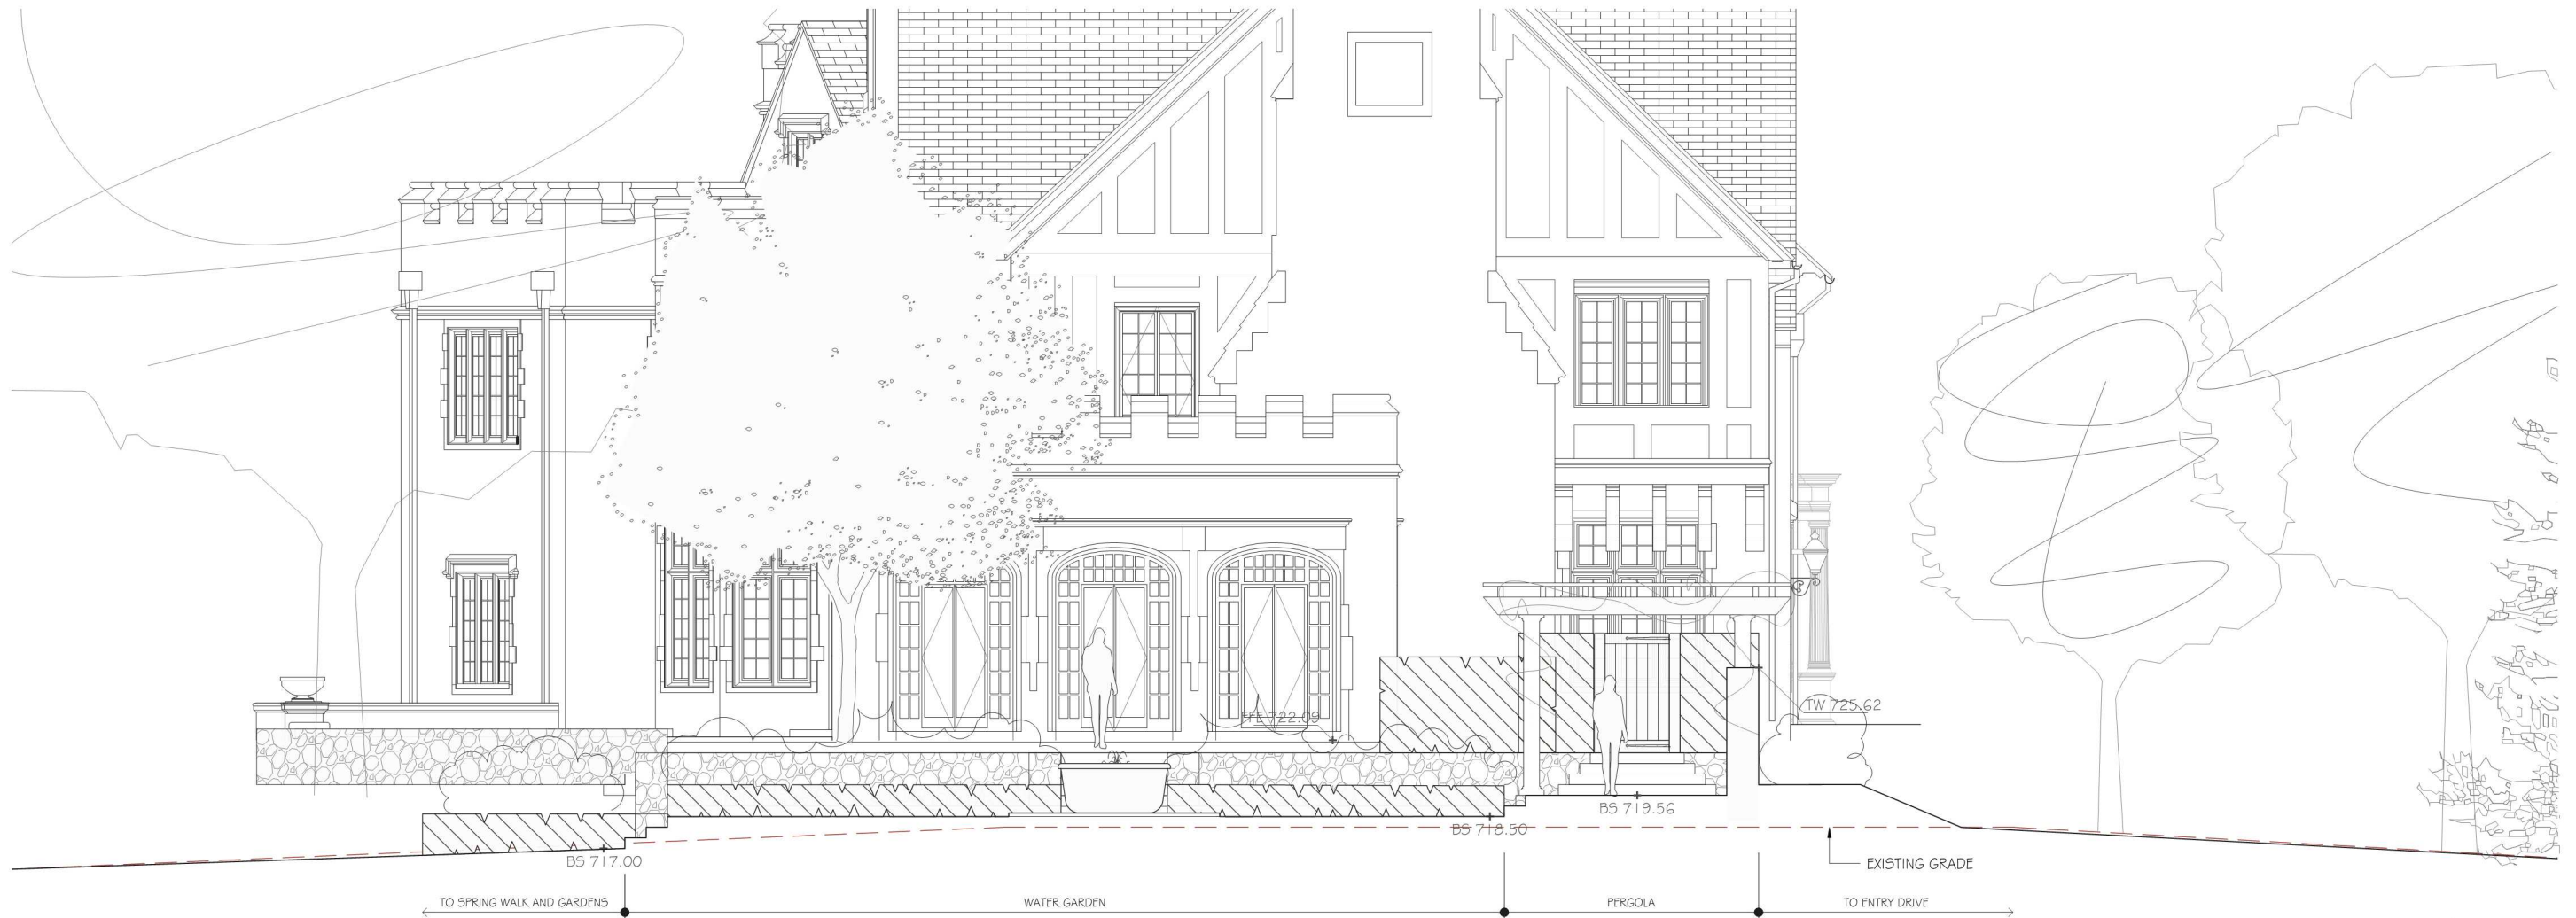 FFE 722.09
TW 725.62
BS 719.56
BS 718.50
BS 717.00
EXISTING GRADE
TO SPRING WALK AND GARDENS
WATER GARDEN
PERGOLA
TO ENTRY DRIVE